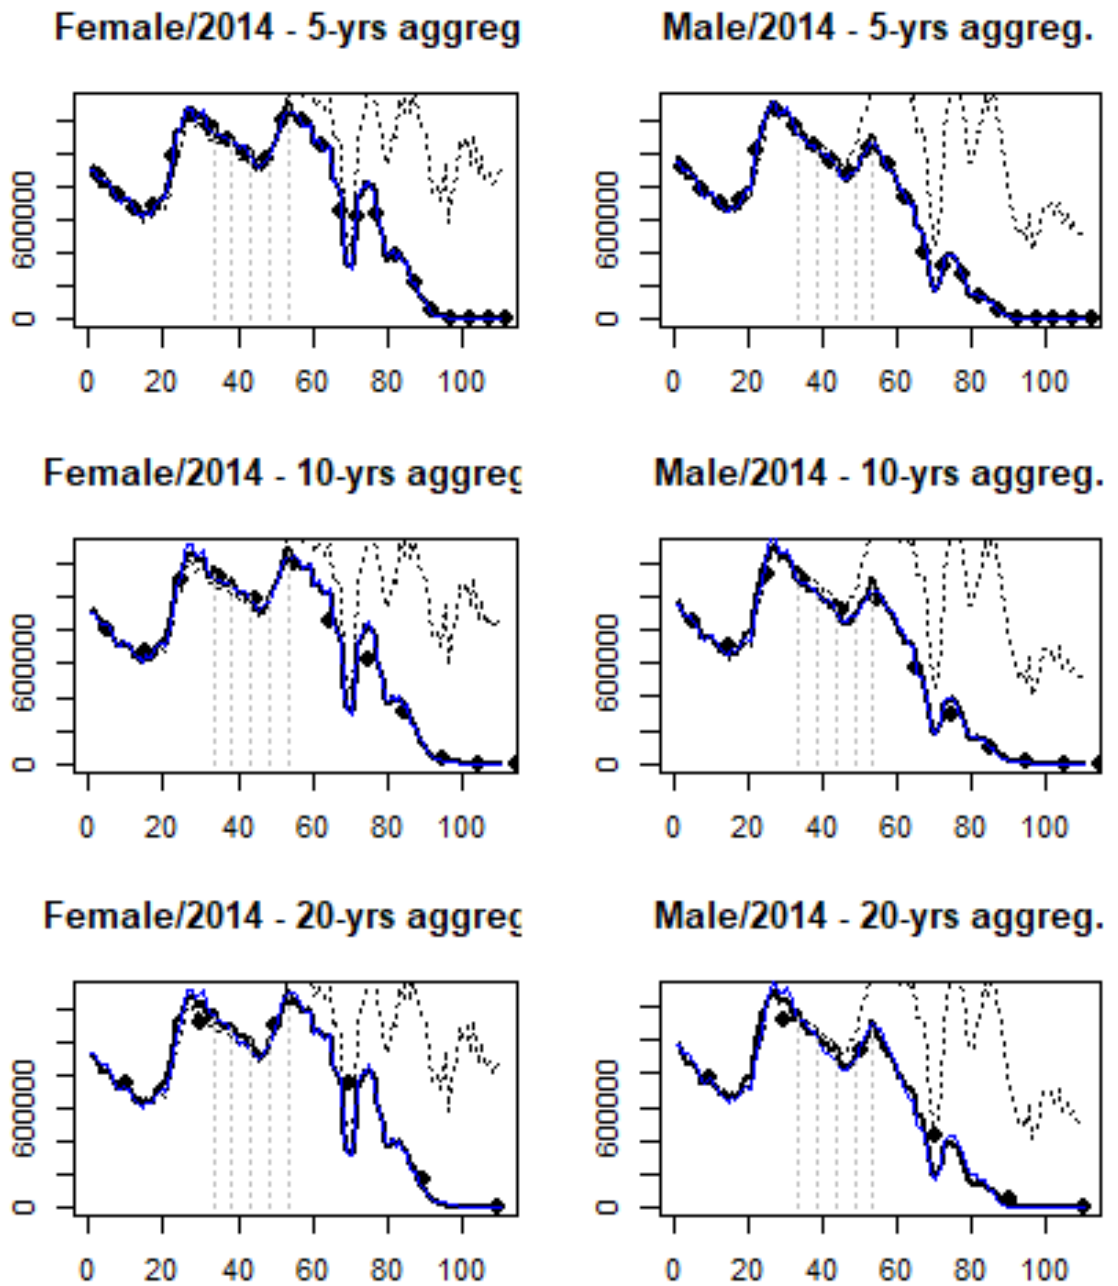 Female/2014 - 5-yrs aggreg
Male/2014 - 5-yrs aggreg.
600000
0
0 20 40 60 80 100
600000
0
0 20 40 60 80 100
Female/2014 - 10-yrs aggreg
Male/2014 - 10-yrs aggreg.
600000
0
0 20 40 60 80 100
600000
0
0 20 40 60 80 100
Female/2014 - 20-yrs aggreg
Male/2014 - 20-yrs aggreg.
600000
0
0 20 40 60 80 100
600000
0
0 20 40 60 80 100